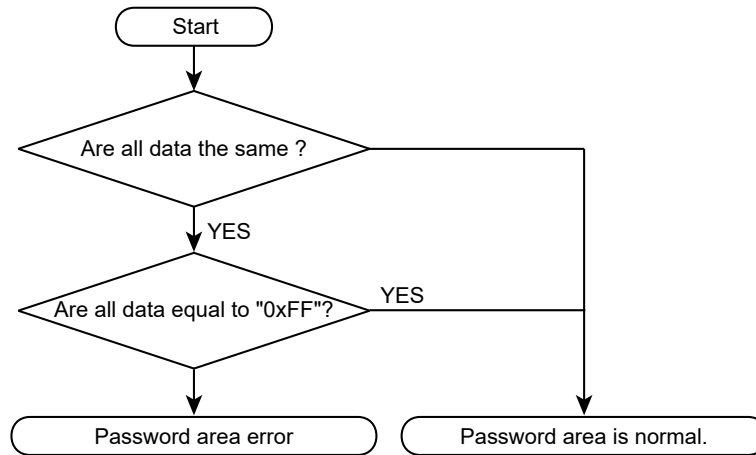 Start
Are all data the same ?
YES
Are all data equal to "0xFF"?
YES
Password area error
Password area is normal.